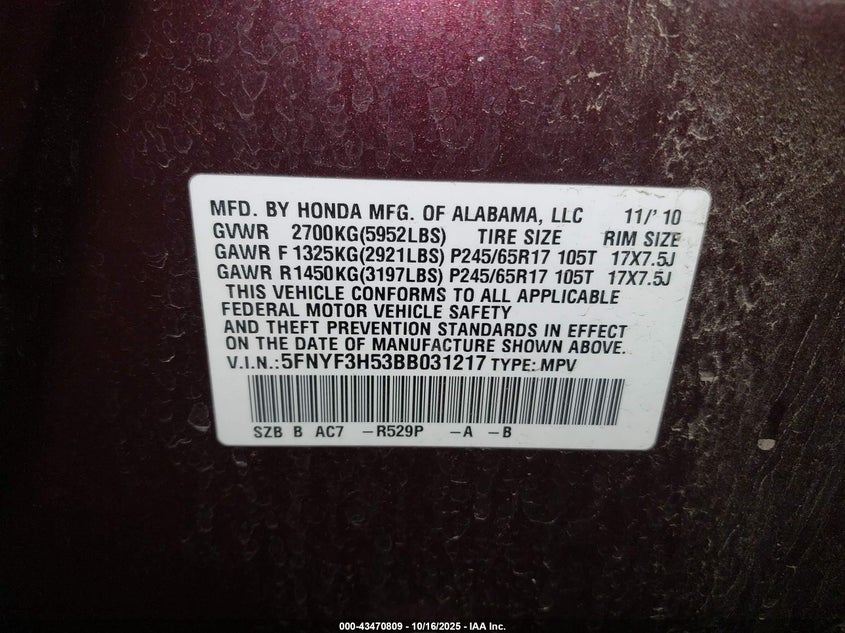 MFD. BY HONDA MFG. OF ALABAMA, LLC 11/'10
GVWR 2700KG(5952LBS) TIRE SIZE RIM SIZE
GAWR F 1325KG(2921LBS) P245/65R17 105T 17X7.5J
GAWR R1450KG(3197LBS) P245/65R17 105T 17X7.5J
THIS VEHICLE CONFORMS TO ALL APPLICABLE
FEDERAL MOTOR VEHICLE SAFETY
AND THEFT PREVENTION STANDARDS IN EFFECT
ON THE DATE OF MANUFACTURE SHOWN ABOVE.
V.I.N.:5FNYF3H53BB031217 TYPE: MPV
SZB B AC7 -R529P -A -B
000-43470809 - 10/16/2025 - IAA Inc.